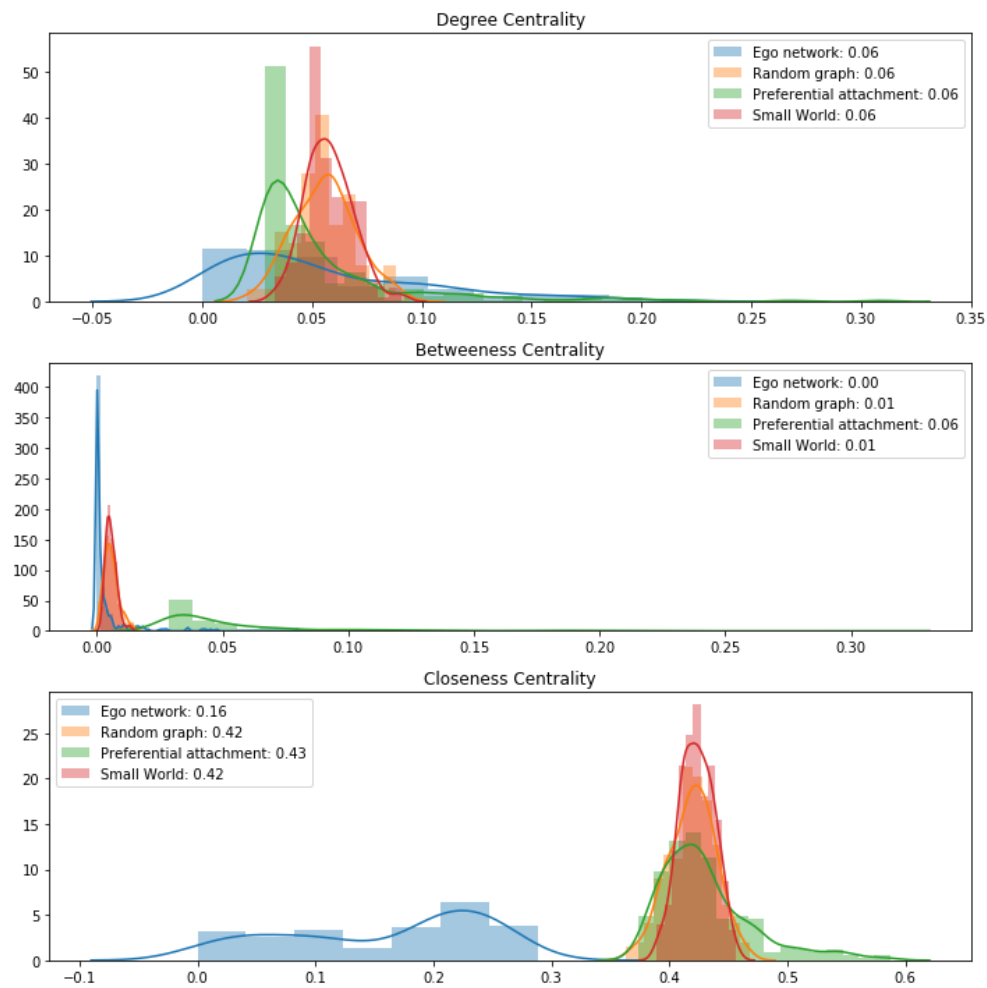 Degree Centrality
Ego network: 0.06
Random graph: 0.06
Preferential attachment: 0.06
Small World: 0.06
50
40
30
20
10
0
−0.05 0.00 0.05 0.10 0.15 0.20 0.25 0.30 0.35
Betweeness Centrality
Ego network: 0.00
Random graph: 0.01
Preferential attachment: 0.06
Small World: 0.01
400
350
300
250
200
150
100
50
0
0.00 0.05 0.10 0.15 0.20 0.25 0.30
Closeness Centrality
Ego network: 0.16
Random graph: 0.42
Preferential attachment: 0.43
Small World: 0.42
25
20
15
10
5
0
−0.1 0.0 0.1 0.2 0.3 0.4 0.5 0.6